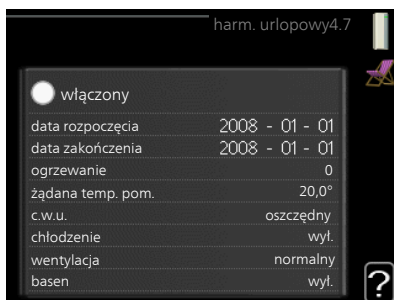 harm. urlopowy4.7
włączony
data rozpoczęcia 2008 - 01 - 01
data zakończenia 2008 - 01 - 01
ogrzewanie 0
żądana temp. pom. 20,0°
c.w.u. oszczędny
chłodzenie wył.
wentylacja normalny
basen wył.
?